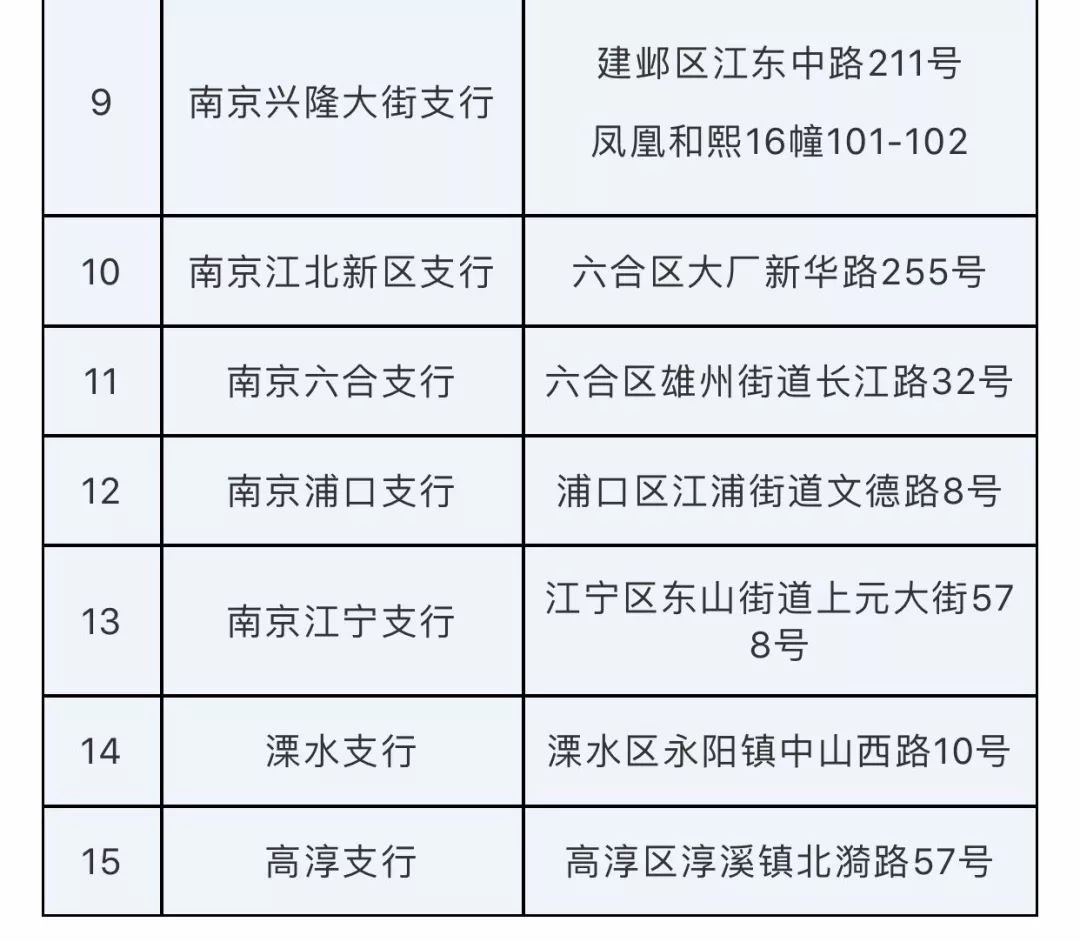 9
南京兴隆大街支行
建邺区江东中路211号
凤凰和熙16幢101-102
10
南京江北新区支行
六合区大厂新华路255号
11
南京六合支行
六合区雄州街道长江路32号
12
南京浦口支行
浦口区江浦街道文德路8号
13
南京江宁支行
江宁区东山街道上元大街57
8号
14
溧水支行
溧水区永阳镇中山西路10号
15
高淳支行
高淳区淳溪镇北漪路57号